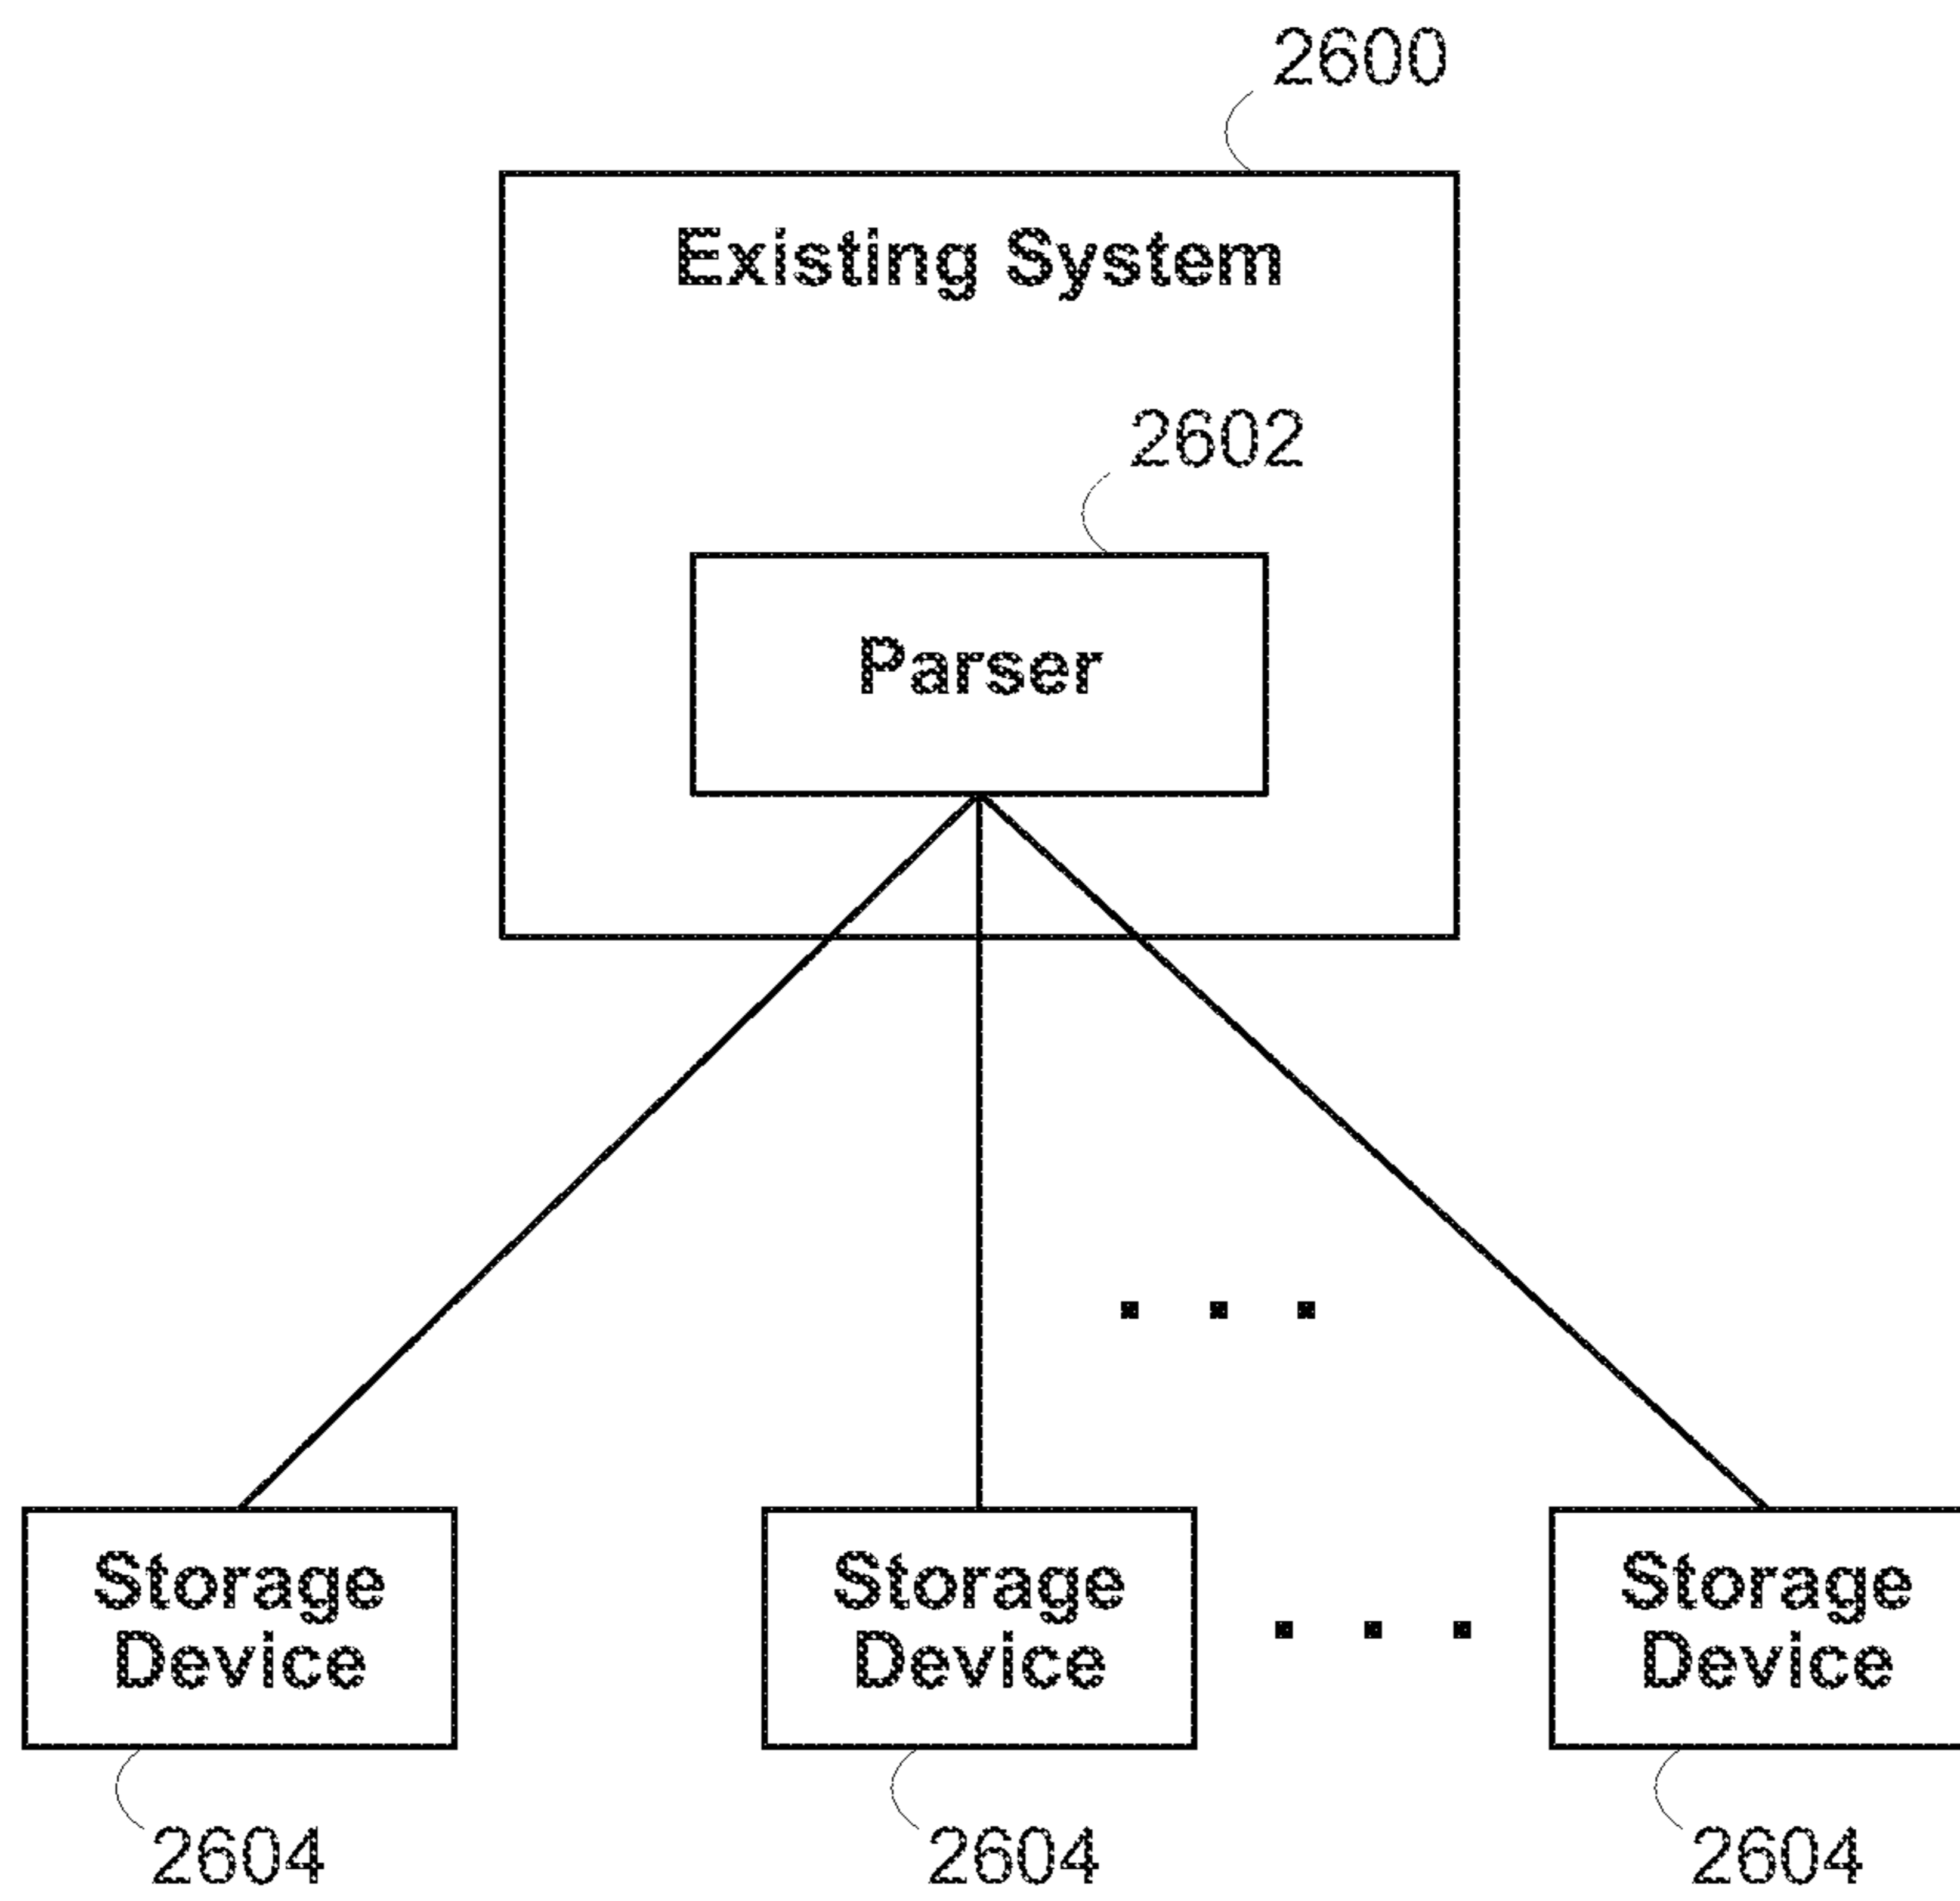 2600
Existing System
2602
Parser
Storage Device
Storage Device
Storage Device
2604
2604
2604